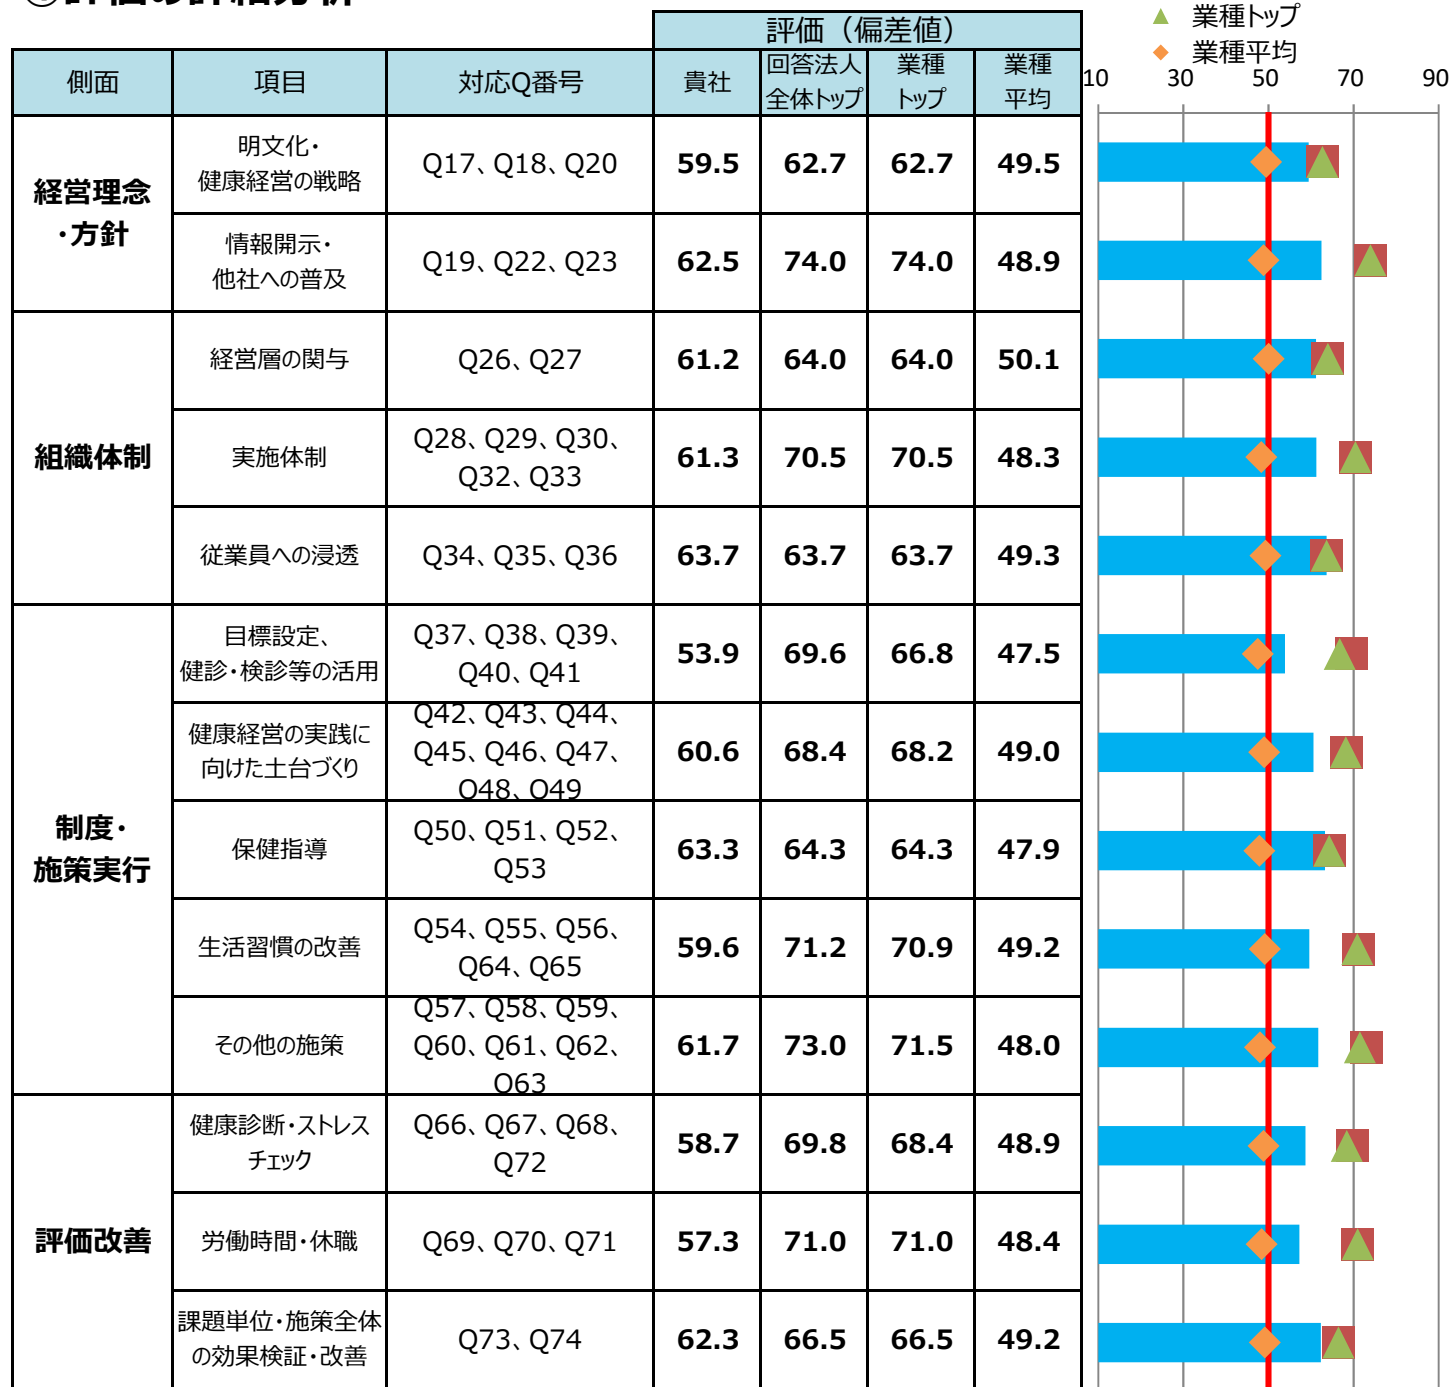 ①評価の詳細分析
▲ 業種トップ
◆ 業種平均
10 30 50 70 90
評価（偏差値）
側面 項目 対応Q番号 貴社 回答法人 業種 業種
全体トップ トップ 平均
経営理念
・方針
明文化・
健康経営の戦略
Q17、Q18、Q20 59.5 62.7 62.7 49.5
情報開示・
他社への普及
Q19、Q22、Q23 62.5 74.0 74.0 48.9
組織体制
経営層の関与 Q26、Q27 61.2 64.0 64.0 50.1
実施体制
Q28、Q29、Q30、
Q32、Q33
61.3 70.5 70.5 48.3
従業員への浸透 Q34、Q35、Q36 63.7 63.7 63.7 49.3
制度・
施策実行
目標設定、
健診・検診等の活用
Q37、Q38、Q39、
Q40、Q41
53.9 69.6 66.8 47.5
健康経営の実践に
向けた土台づくり
Q42、Q43、Q44、
Q45、Q46、Q47、
Q48、Q49
60.6 68.4 68.2 49.0
保健指導
Q50、Q51、Q52、
Q53
63.3 64.3 64.3 47.9
生活習慣の改善
Q54、Q55、Q56、
Q64、Q65
59.6 71.2 70.9 49.2
その他の施策
Q57、Q58、Q59、
Q60、Q61、Q62、
Q63
61.7 73.0 71.5 48.0
評価改善
健康診断・ストレス
チェック
Q66、Q67、Q68、
Q72
58.7 69.8 68.4 48.9
労働時間・休職 Q69、Q70、Q71 57.3 71.0 71.0 48.4
課題単位・施策全体
の効果検証・改善
Q73、Q74 62.3 66.5 66.5 49.2